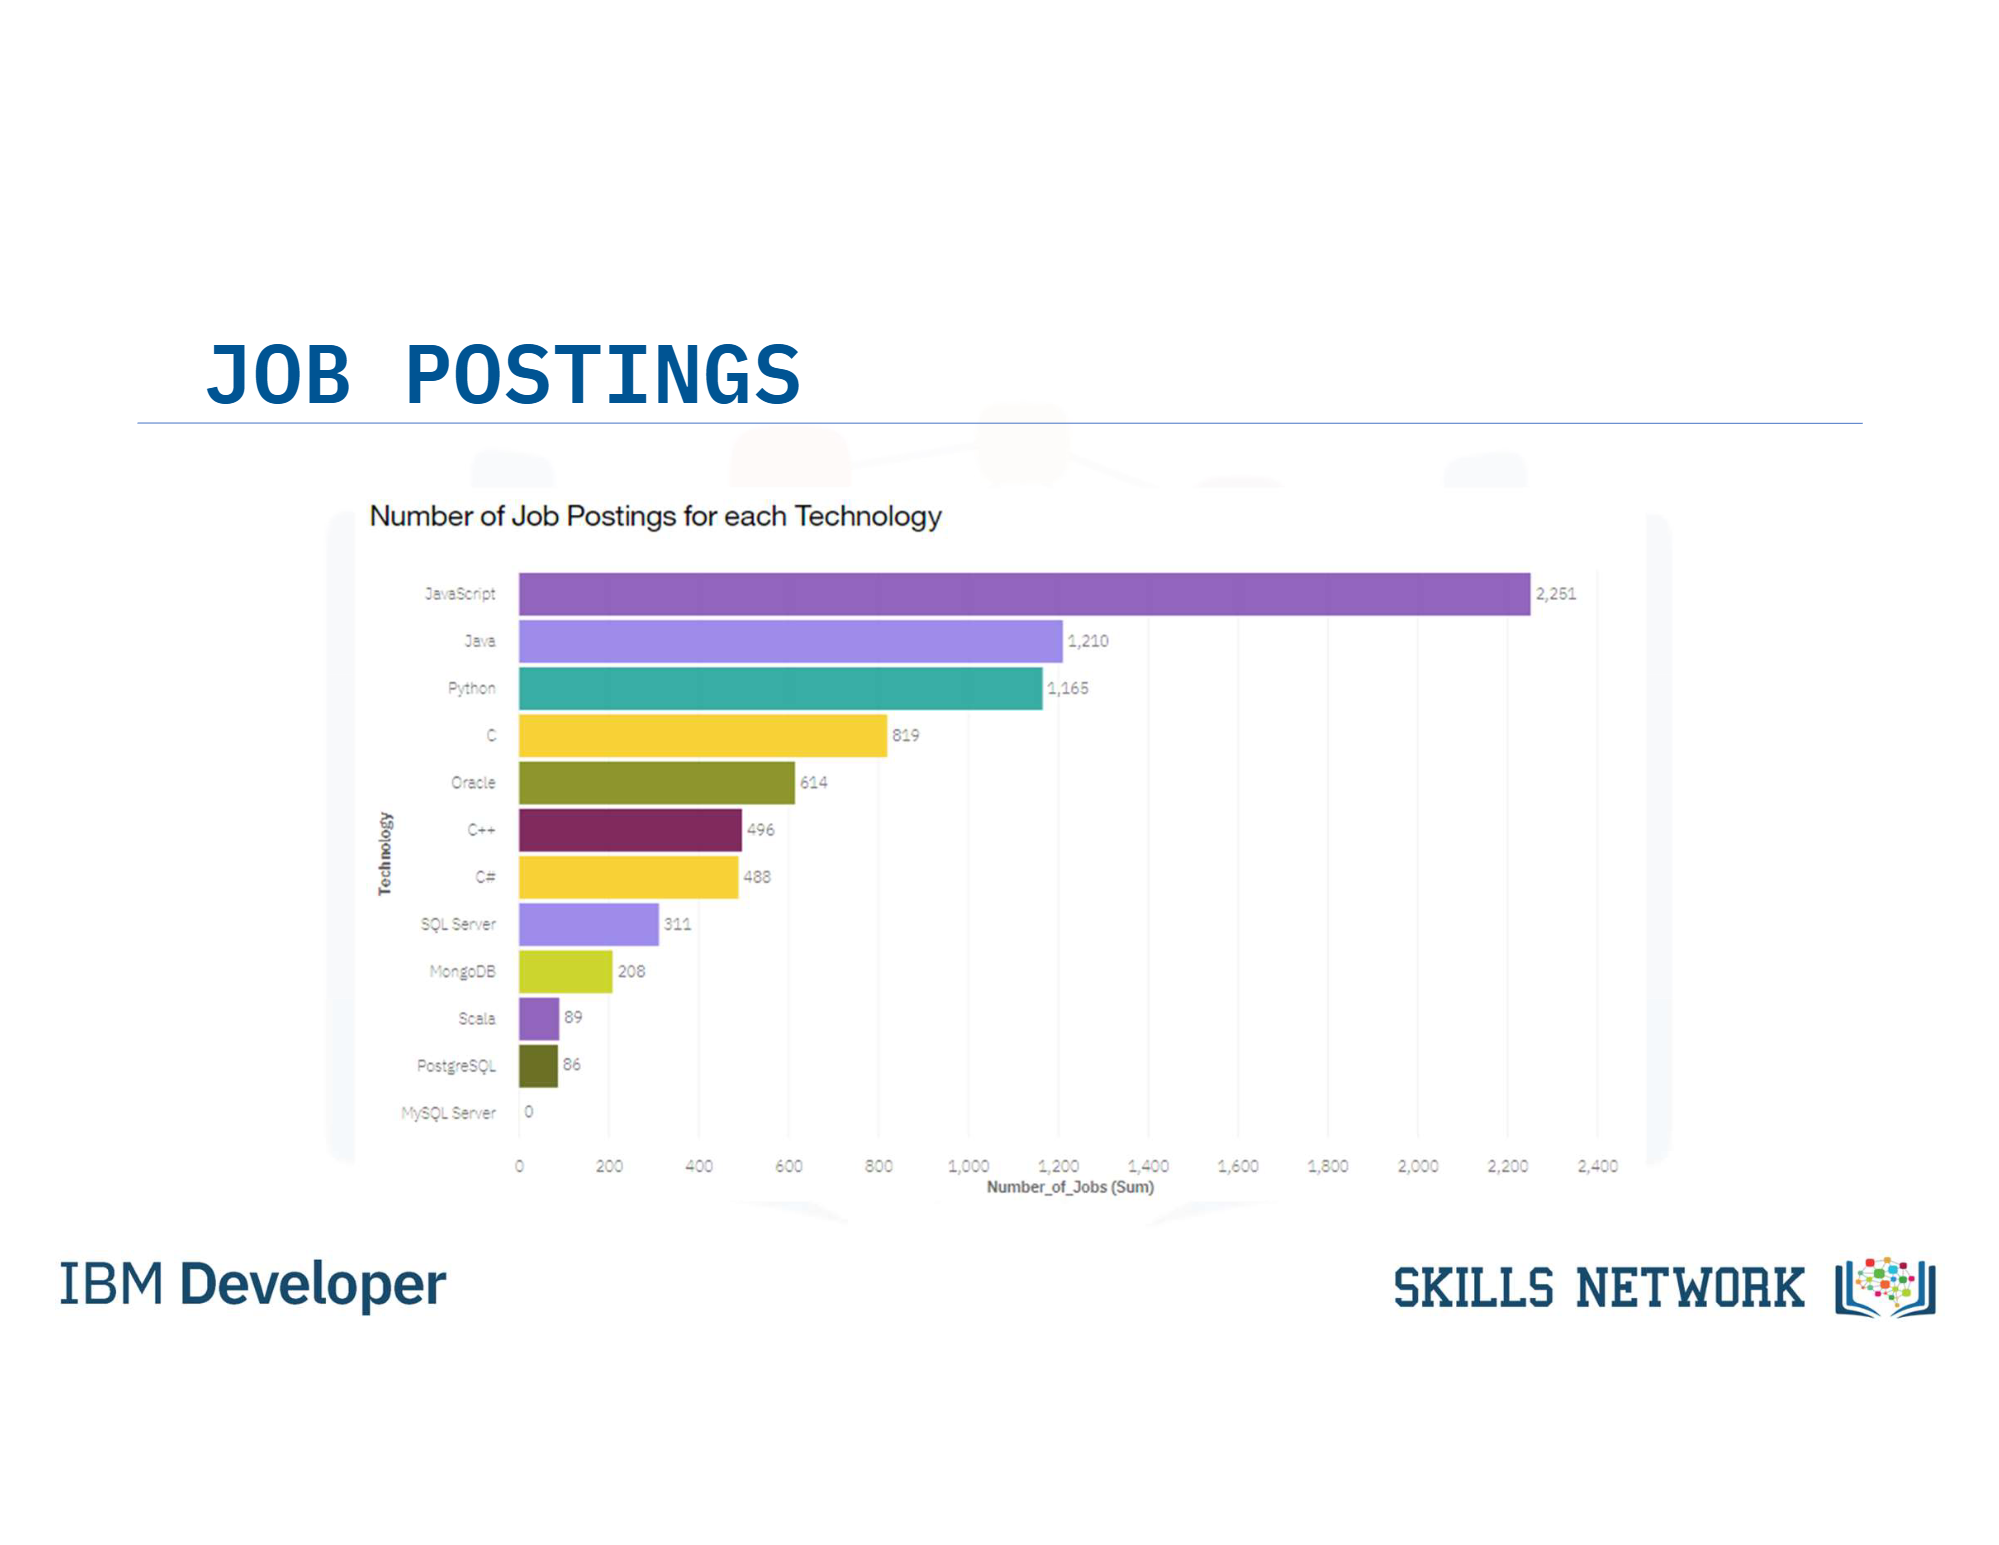 JOB POSTINGS
Number of Job Postings for each Technology
JavaScript 2,251
Java 1,210
Python 1,165
C 819
Oracle 614
C++ 496
C# 488
SQL Server 311
MongoDB 208
Scala 89
PostgreSQL 86
MySQL Server 0
Technology
0 200 400 600 800 1,000 1,200 1,400 1,600 1,800 2,000 2,200 2,400
Number_of_Jobs (Sum)
IBM Developer
SKILLS NETWORK